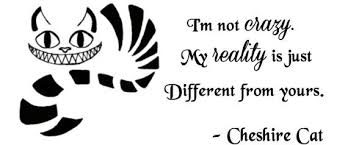 I'm not crazy.
My reality is just
Different from yours.
- Cheshire Cat